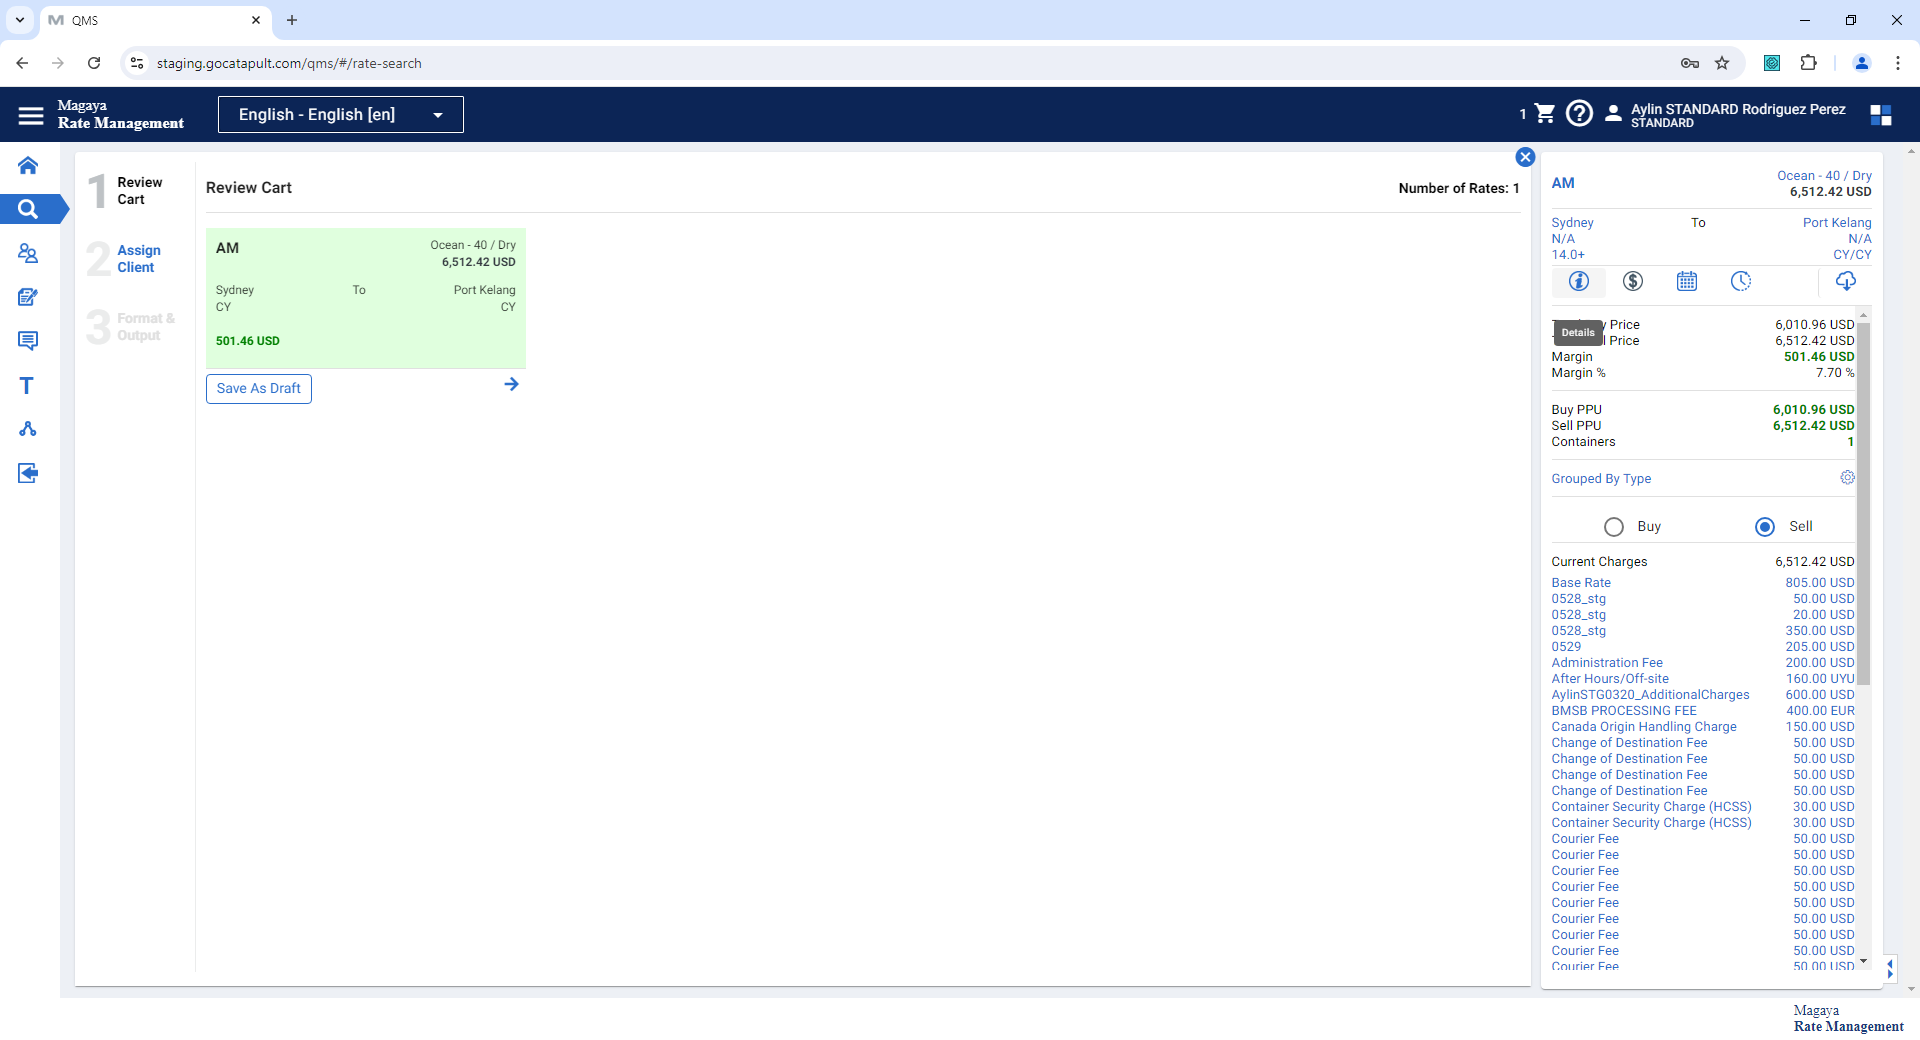 QMS
staging.gocatapult.com/qms/#/rate-search
Magaya
Rate Management
English - English [en]
1
Aylin STANDARD Rodriguez Perez
STANDARD
1
Review
Cart
2
Assign
Client
3
Format &
Output
Review Cart
Number of Rates: 1
AM
Ocean - 40 / Dry
6,512.42 USD
Sydney To Port Kelang
CY CY
501.46 USD
Save As Draft
AM
Ocean - 40 / Dry
6,512.42 USD
Sydney To Port Kelang
N/A N/A
14.0+ CY/CY
Details
Price 6,010.96 USD
Price 6,512.42 USD
Margin 501.46 USD
Margin % 7.70 %
Buy PPU 6,010.96 USD
Sell PPU 6,512.42 USD
Containers 1
Grouped By Type
Buy Sell
Current Charges 6,512.42 USD
Base Rate 805.00 USD
0528_stg 50.00 USD
0528_stg 20.00 USD
0528_stg 350.00 USD
0529 205.00 USD
Administration Fee 200.00 USD
After Hours/Off-site 160.00 UYU
AylinSTG0320_AdditionalCharges 600.00 USD
BMSB PROCESSING FEE 400.00 EUR
Canada Origin Handling Charge 150.00 USD
Change of Destination Fee 50.00 USD
Change of Destination Fee 50.00 USD
Change of Destination Fee 50.00 USD
Change of Destination Fee 50.00 USD
Container Security Charge (HCSS) 30.00 USD
Container Security Charge (HCSS) 30.00 USD
Courier Fee 50.00 USD
Courier Fee 50.00 USD
Courier Fee 50.00 USD
Courier Fee 50.00 USD
Courier Fee 50.00 USD
Courier Fee 50.00 USD
Courier Fee 50.00 USD
Courier Fee 50.00 USD
Courier Fee 50.00 USD
Magaya
Rate Management